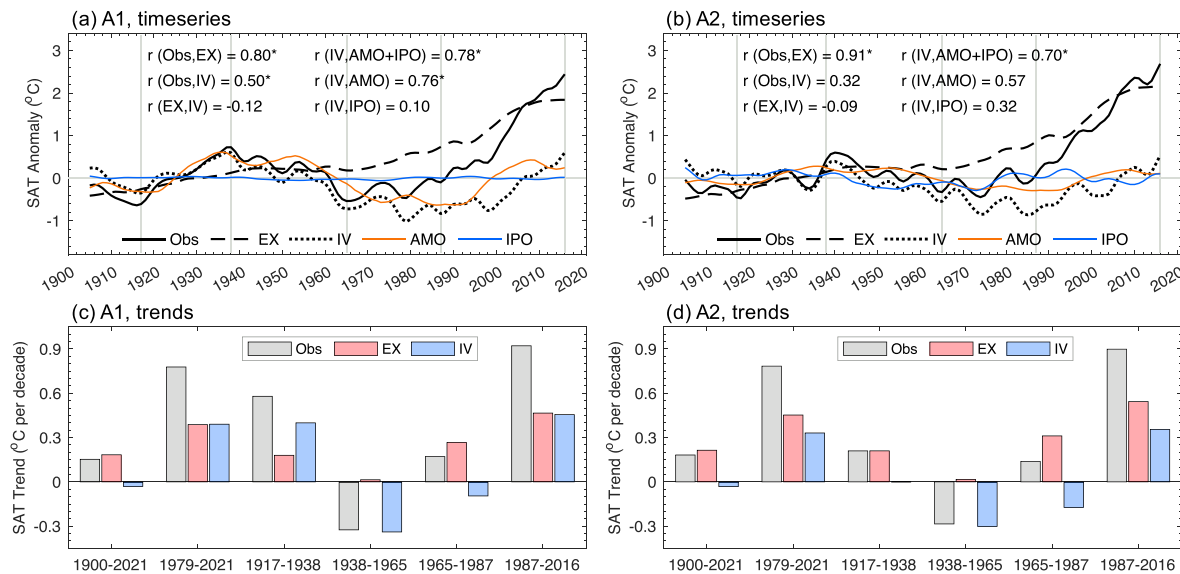 (a) A1, timeseries
SAT Anomaly (°C)
3
2
1
0
-1
r (Obs,EX) = 0.80* r (IV,AMO+IPO) = 0.78*
r (Obs,IV) = 0.50* r (IV,AMO) = 0.76*
r (EX,IV) = -0.12 r (IV,IPO) = 0.10
Obs EX IV AMO IPO
1900 1910 1920 1930 1940 1950 1960 1970 1980 1990 2000 2010 2020
(b) A2, timeseries
SAT Anomaly (°C)
3
2
1
0
-1
r (Obs,EX) = 0.91* r (IV,AMO+IPO) = 0.70*
r (Obs,IV) = 0.32 r (IV,AMO) = 0.57
r (EX,IV) = -0.09 r (IV,IPO) = 0.32
Obs EX IV AMO IPO
1900 1910 1920 1930 1940 1950 1960 1970 1980 1990 2000 2010 2020
(c) A1, trends
SAT Trend (°C per decade)
0.9
0.6
0.3
0
-0.3
Obs EX IV
1900-2021 1979-2021 1917-1938 1938-1965 1965-1987 1987-2016
(d) A2, trends
SAT Trend (°C per decade)
0.9
0.6
0.3
0
-0.3
Obs EX IV
1900-2021 1979-2021 1917-1938 1938-1965 1965-1987 1987-2016